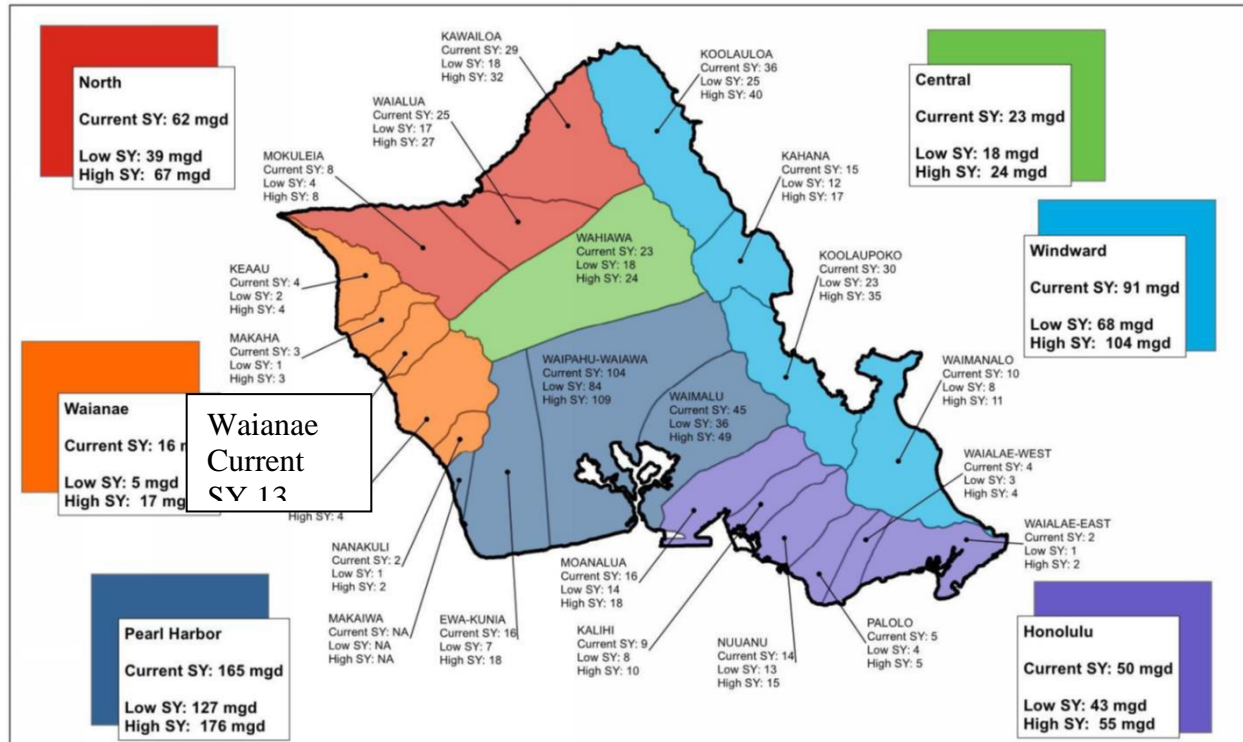 North
Current SY: 62 mgd
Low SY: 39 mgd
High SY: 67 mgd
KAWAILOA
Current SY: 29
Low SY: 18
High SY: 32
KOOLAULOA
Current SY: 36
Low SY: 25
High SY: 40
Central
Current SY: 23 mgd
Low SY: 18 mgd
High SY: 24 mgd
WAIALUA
Current SY: 25
Low SY: 17
High SY: 27
MOKULEIA
Current SY: 8
Low SY: 4
High SY: 8
KAHANA
Current SY: 15
Low SY: 12
High SY: 17
WAHIAWA
Current SY: 23
Low SY: 18
High SY: 24
KOOLAUPOKO
Current SY: 30
Low SY: 23
High SY: 35
Windward
Current SY: 91 mgd
Low SY: 68 mgd
High SY: 104 mgd
KEAAU
Current SY: 4
Low SY: 2
High SY: 4
MAKAHA
Current SY: 3
Low SY: 1
High SY: 3
WAIPAHU-WAIAWA
Current SY: 104
Low SY: 84
High SY: 109
WAIMALU
Current SY: 45
Low SY: 36
High SY: 49
WAIMANALO
Current SY: 10
Low SY: 8
High SY: 11
Waianae
Current SY: 16
Low SY: 5 mgd
High SY: 17
Waianae
Current
SY 13
High SY: 4
WAIALAE-WEST
Current SY: 4
Low SY: 3
High SY: 4
WAIALAE-EAST
Current SY: 2
Low SY: 1
High SY: 2
NANAKULI
Current SY: 2
Low SY: 1
High SY: 2
MAKAIWA
Current SY: NA
Low SY: NA
High SY: NA
EWA-KUNIA
Current SY: 16
Low SY: 7
High SY: 18
MOANALUA
Current SY: 16
Low SY: 14
High SY: 18
KALIHI
Current SY: 9
Low SY: 8
High SY: 10
NUUANU
Current SY: 14
Low SY: 13
High SY: 15
PALOLO
Current SY: 5
Low SY: 4
High SY: 5
Pearl Harbor
Current SY: 165 mgd
Low SY: 127 mgd
High SY: 176 mgd
Honolulu
Current SY: 50 mgd
Low SY: 43 mgd
High SY: 55 mgd